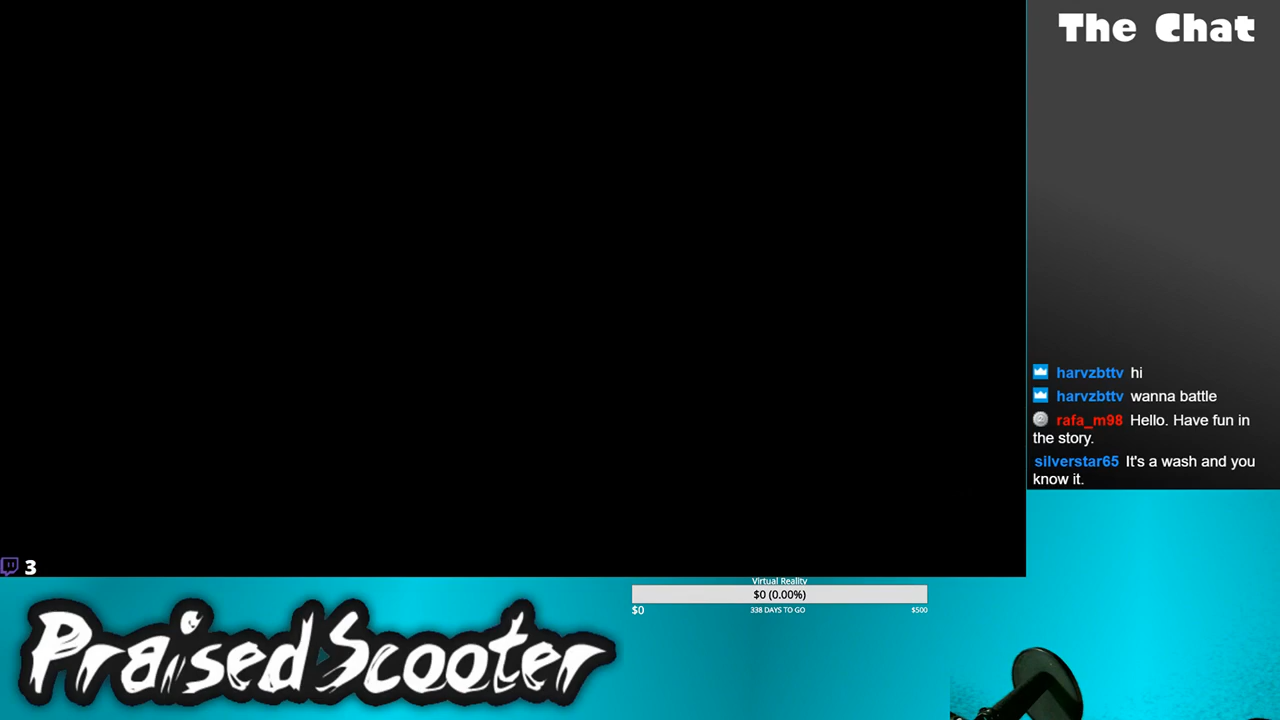 The Chat
harvzbttv hi
harvzbttv wanna battle
rafa_m98 Hello. Have fun in
the story.
silverstar65 It's a wash and you
know it.
3
Virtual Reality
$0 (0.00%)
$0 338 DAYS TO GO $500
PraisedScooter